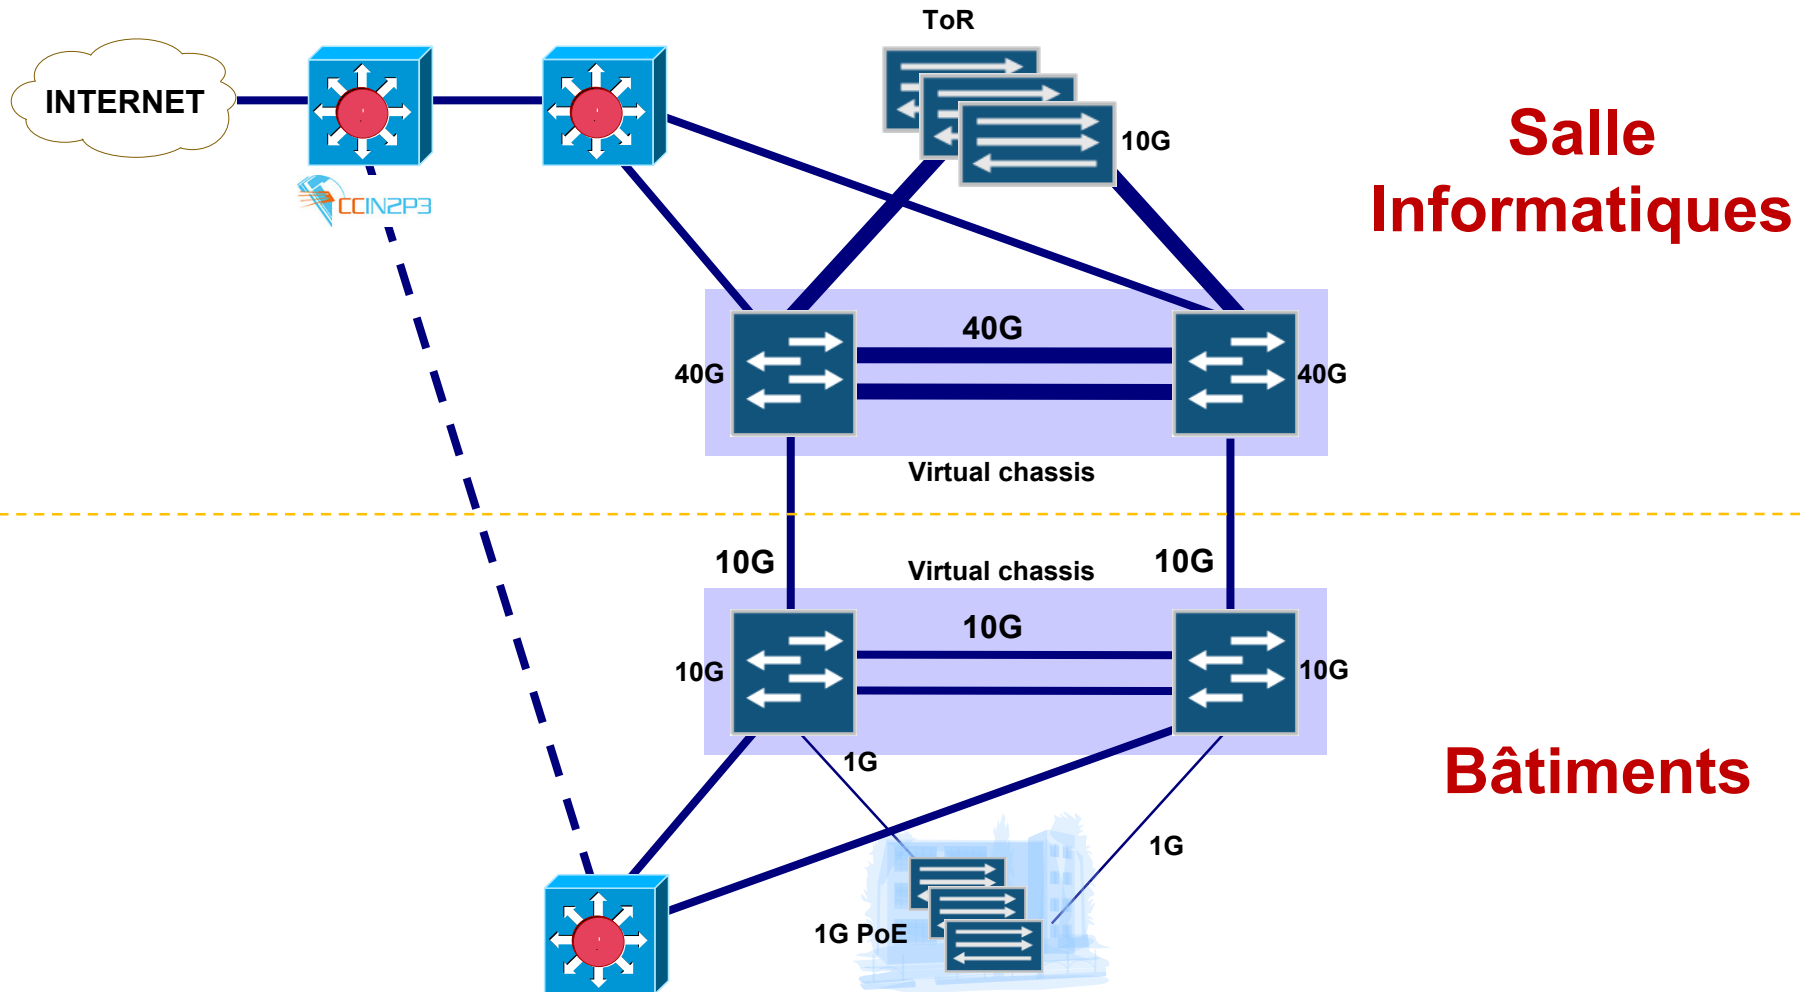 ToR
INTERNET
10G
CCIN2P3
Salle
Informatiques
40G
40G
40G
Virtual chassis
10G
Virtual chassis
10G
10G
10G
10G
1G
Bâtiments
1G
1G PoE